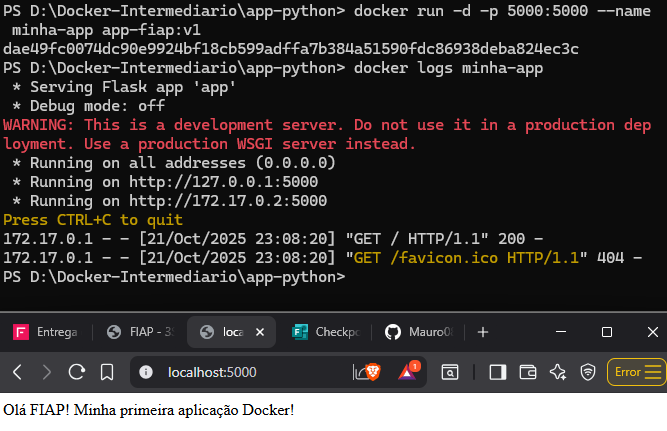 PS D:\Docker-Intermediario\app-python> docker run -d -p 5000:5000 --name
minha-app app-fiap:v1
dae49fc0074dc90e9924bf18cb599adffa7b384a51590fdc86938deba824ec3c
PS D:\Docker-Intermediario\app-python> docker logs minha-app
* Serving Flask app 'app'
* Debug mode: off
WARNING: This is a development server. Do not use it in a production dep
loyment. Use a production WSGI server instead.
* Running on all addresses (0.0.0.0)
* Running on http://127.0.0.1:5000
* Running on http://172.17.0.2:5000
Press CTRL+C to quit
172.17.0.1 - - [21/Oct/2025 23:08:20] "GET / HTTP/1.1" 200 -
172.17.0.1 - - [21/Oct/2025 23:08:20] "GET /favicon.ico HTTP/1.1" 404 -
PS D:\Docker-Intermediario\app-python>
Entrega FIAP - 3S loca Checkpo Mauro0
localhost:5000 1 Error
Olá FIAP! Minha primeira aplicação Docker!